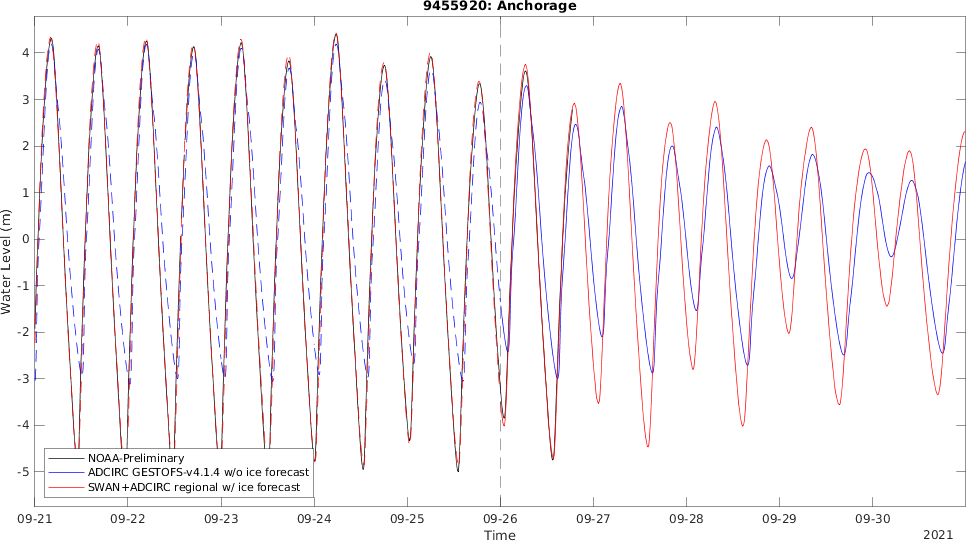 9455920: Anchorage
4
3
2
1
0
-1
-2
-3
-4
-5
Water Level (m)
NOAA-Preliminary
ADCIRC GESTOFS-v4.1.4 w/o ice forecast
SWAN+ADCIRC regional w/ ice forecast
09-21 09-22 09-23 09-24 09-25 09-26 09-27 09-28 09-29 09-30
Time
2021